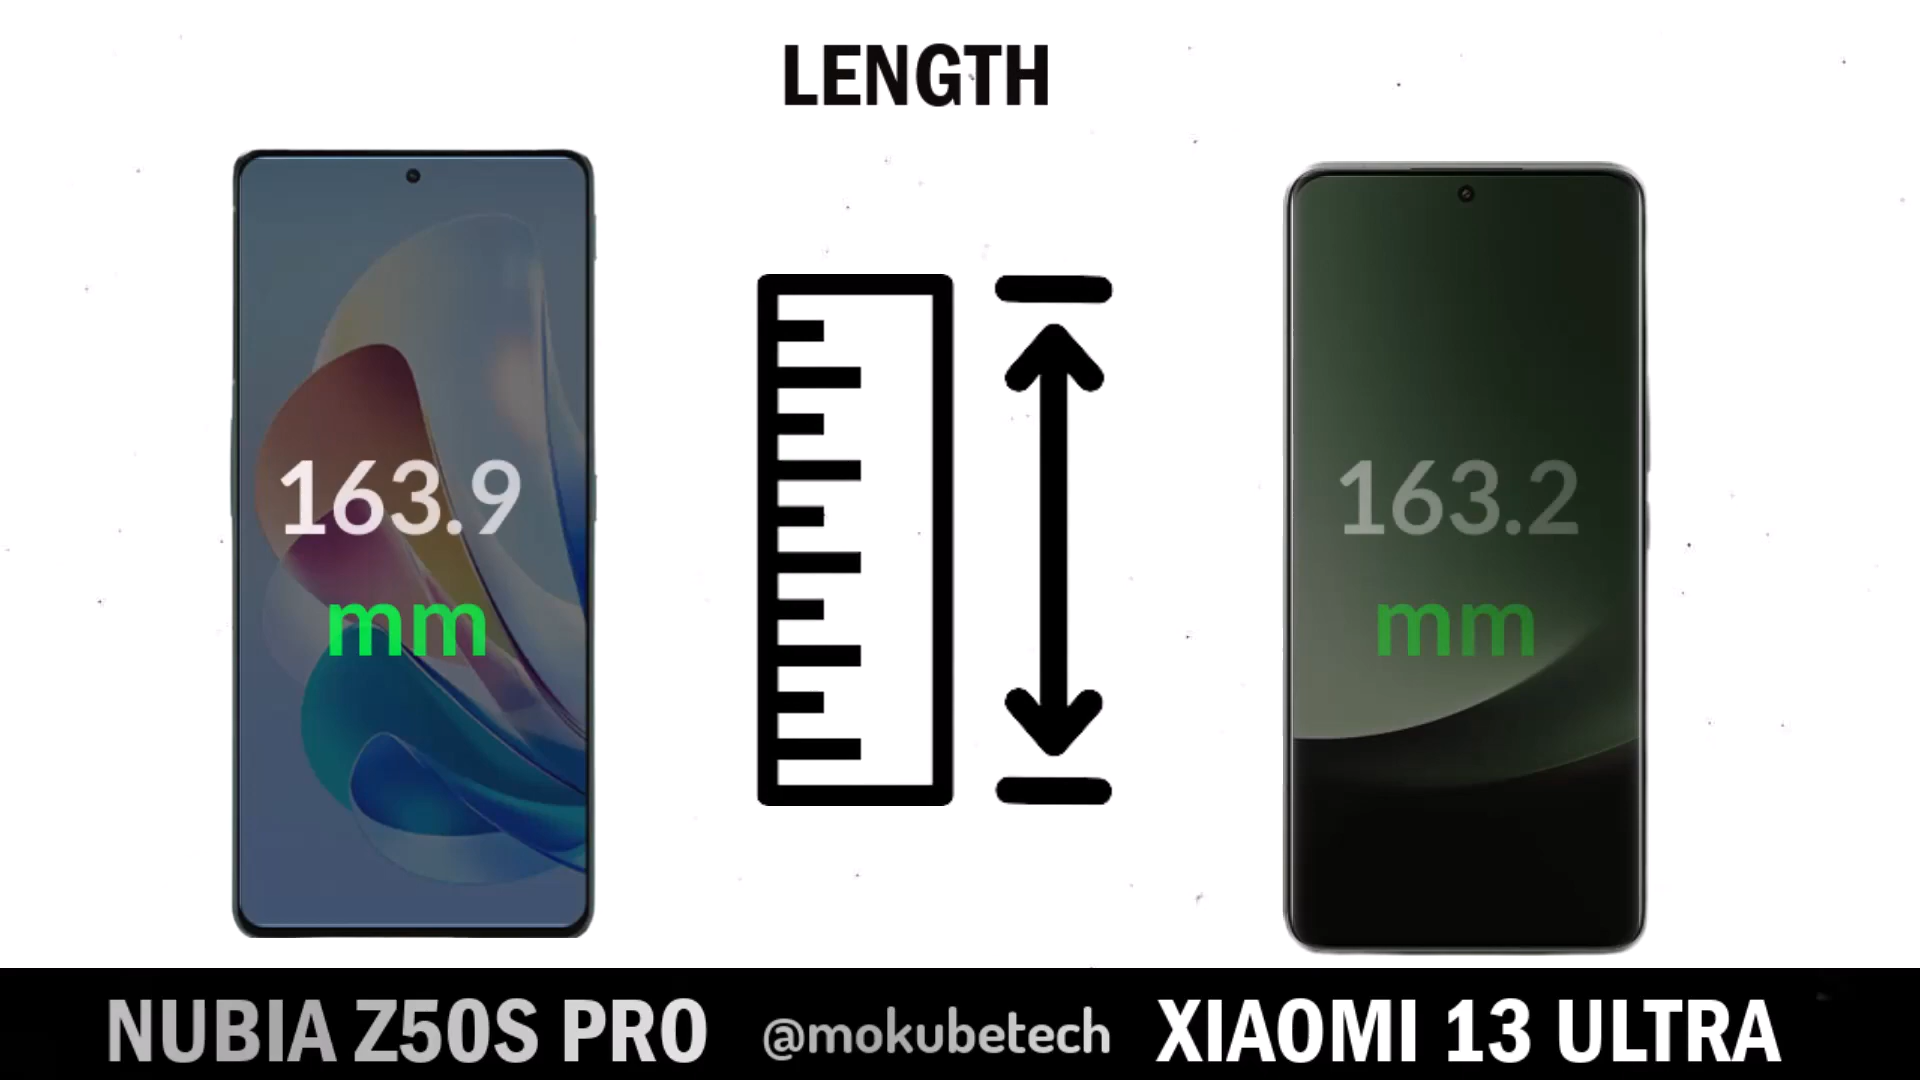 LENGTH
163.9
mm
163.2
mm
NUBIA Z50S PRO
@mokubetech
XIAOMI 13 ULTRA